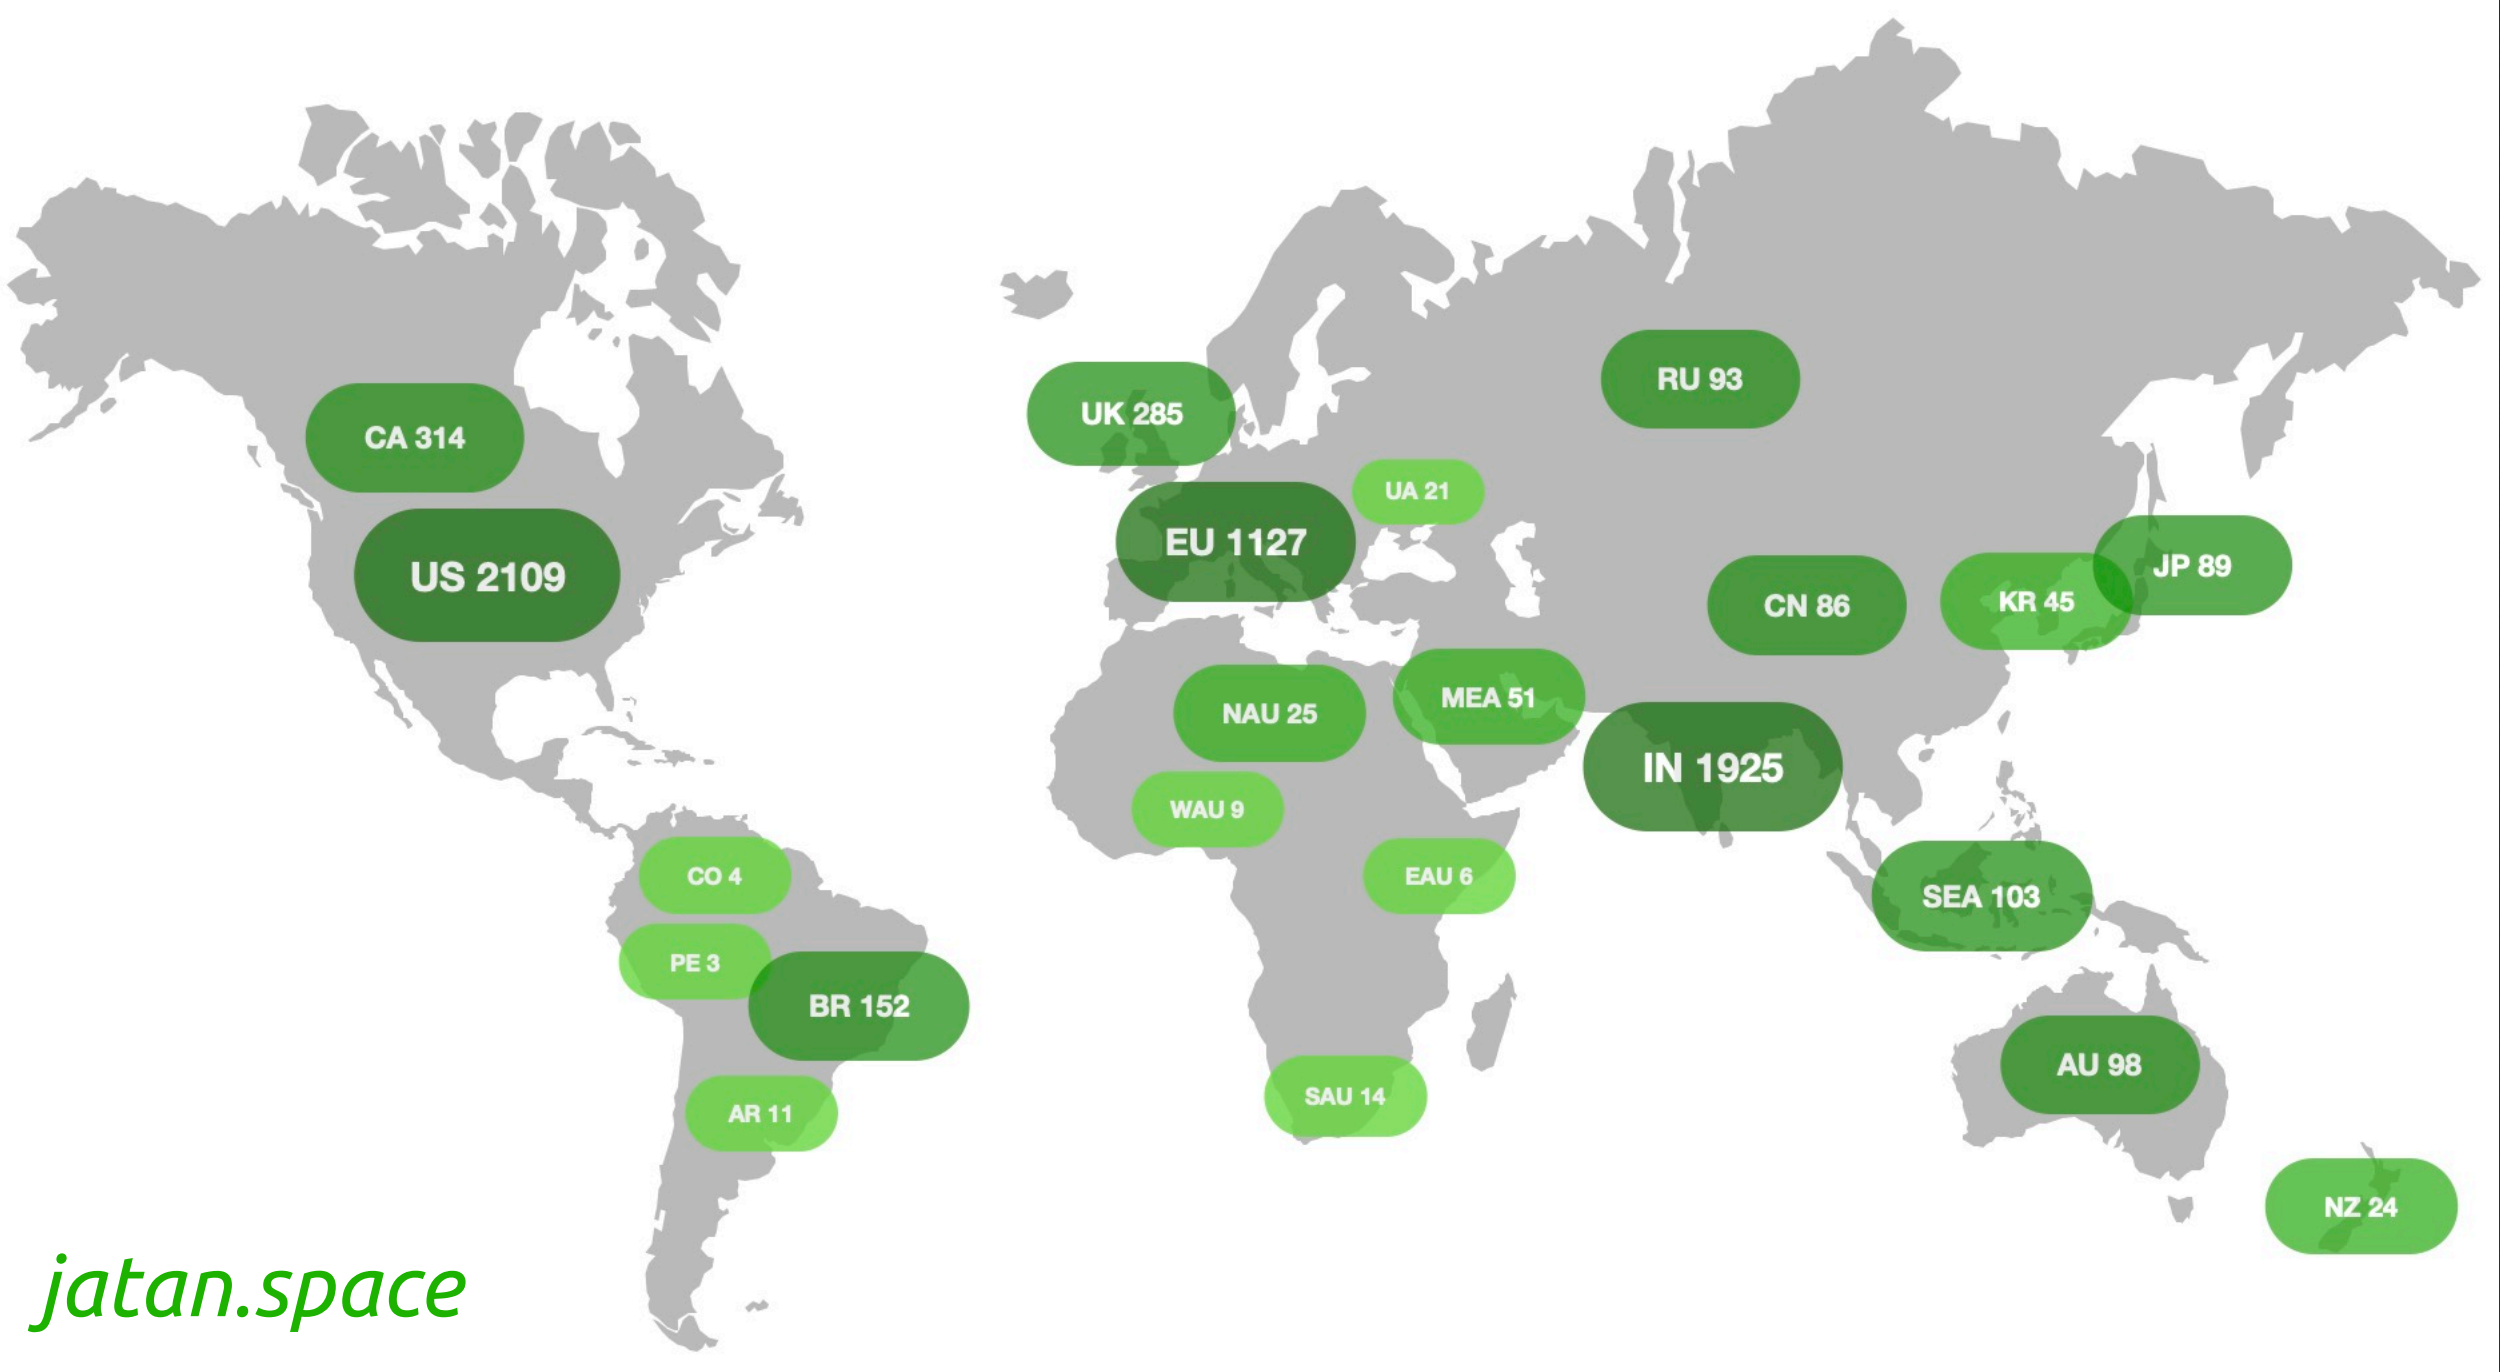 RU 93
UK 285
CA 314
UA 21
EU 1127
JP 89
US 2109
KR 45
CN 86
MEA 51
NAU 25
IN 1925
WAU 9
CO 4
EAU 6
SEA 103
PE 3
BR 152
AU 98
SAU 14
AR 11
NZ 24
jatan.space